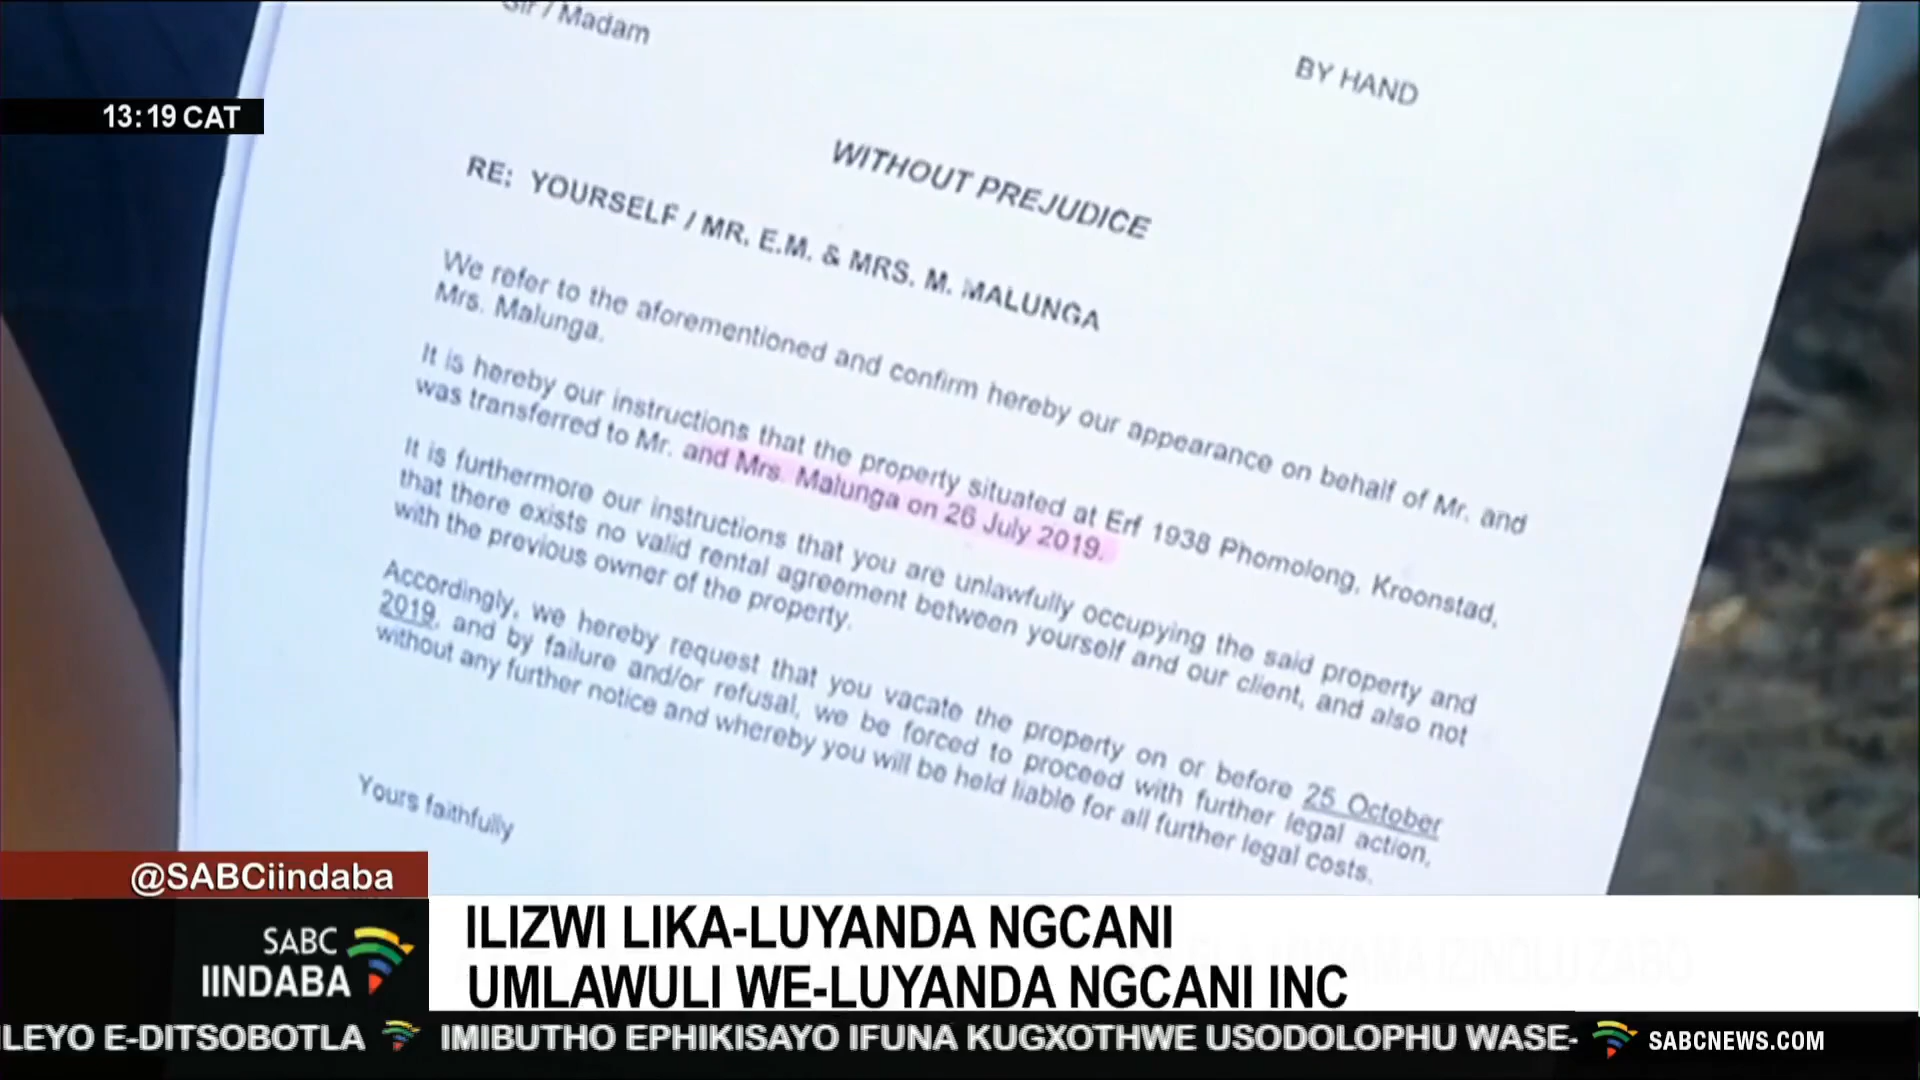 Sir / Madam
BY HAND
13:19 CAT
WITHOUT PREJUDICE
RE: YOURSELF / MR. E.M. & MRS. M. MALUNGA
We refer to the aforementioned and confirm hereby our appearance on behalf of Mr. and
Mrs. Malunga.
It is hereby our instructions that the property situated at Erf 1938 Phomolong, Kroonstad,
was transferred to Mr. and Mrs. Malunga on 26 July 2019.
It is furthermore our instructions that you are unlawfully occupying the said property and
that there exists no valid rental agreement between yourself and our client, and also not
with the previous owner of the property.
Accordingly, we hereby request that you vacate the property on or before 25 October
2019, and by failure and/or refusal, we be forced to proceed with further legal action,
without any further notice and whereby you will be held liable for all further legal costs.
Yours faithfully
@SABCiindaba
SABC
IINDABA
ILIZWI LIKA-LUYANDA NGCANI
UMLAWULI WE-LUYANDA NGCANI INC
ILEYO E-DITSOBOTLA IMIBUTHO EPHIKISAYO IFUNA KUGXOTHWE USODOLOPHU WASE-
SABCNEWS.COM